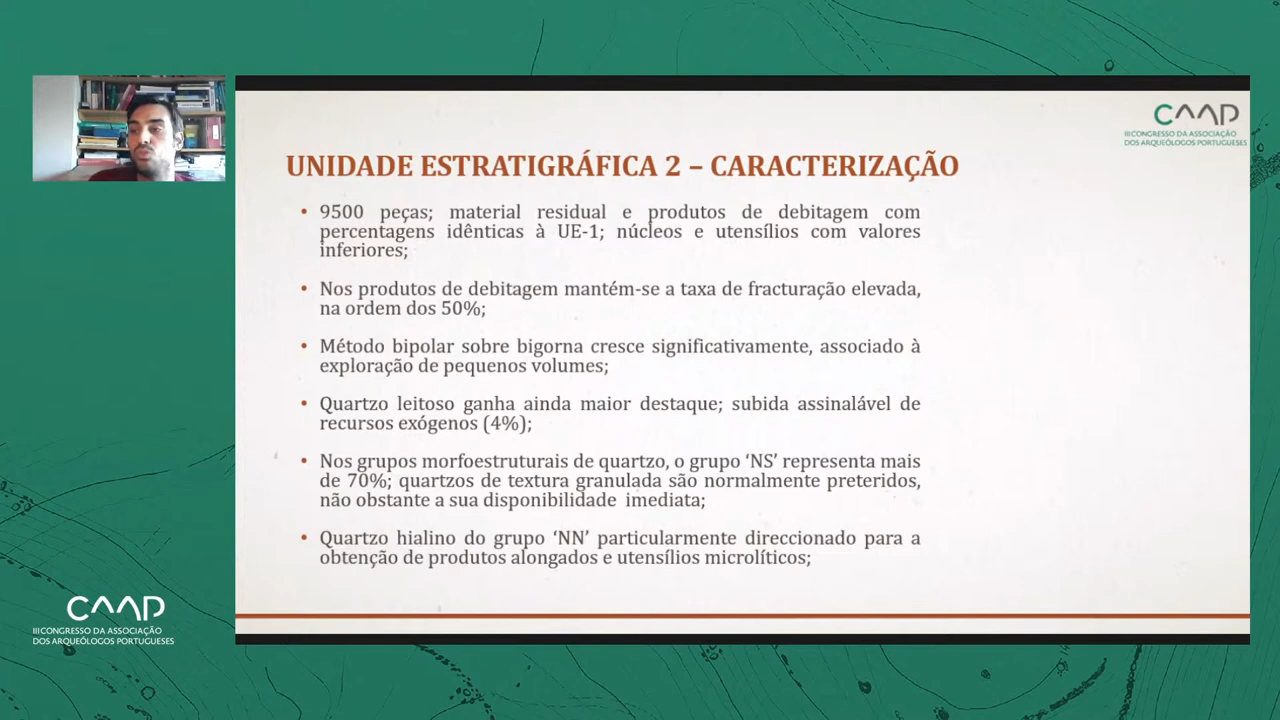 CAAP
III CONGRESSO DA ASSOCIAÇÃO
DOS ARQUEÓLOGOS PORTUGUESES
UNIDADE ESTRATIGRÁFICA 2 – CARACTERIZAÇÃO
• 9500 peças; material residual e produtos de debitagem com
percentagens idênticas à UE-1; núcleos e utensílios com valores
inferiores;
• Nos produtos de debitagem mantém-se a taxa de fracturação elevada,
na ordem dos 50%;
• Método bipolar sobre bigorna cresce significativamente, associado à
exploração de pequenos volumes;
• Quartzo leitoso ganha ainda maior destaque; subida assinalável de
recursos exógenos (4%);
• Nos grupos morfoestruturais de quartzo, o grupo ‘NS’ representa mais
de 70%; quartzos de textura granulada são normalmente preteridos,
não obstante a sua disponibilidade imediata;
• Quartzo hialino do grupo ‘NN’ particularmente direccionado para a
obtenção de produtos alongados e utensílios microlíticos;
CAAP
III CONGRESSO DA ASSOCIAÇÃO
DOS ARQUEÓLOGOS PORTUGUESES